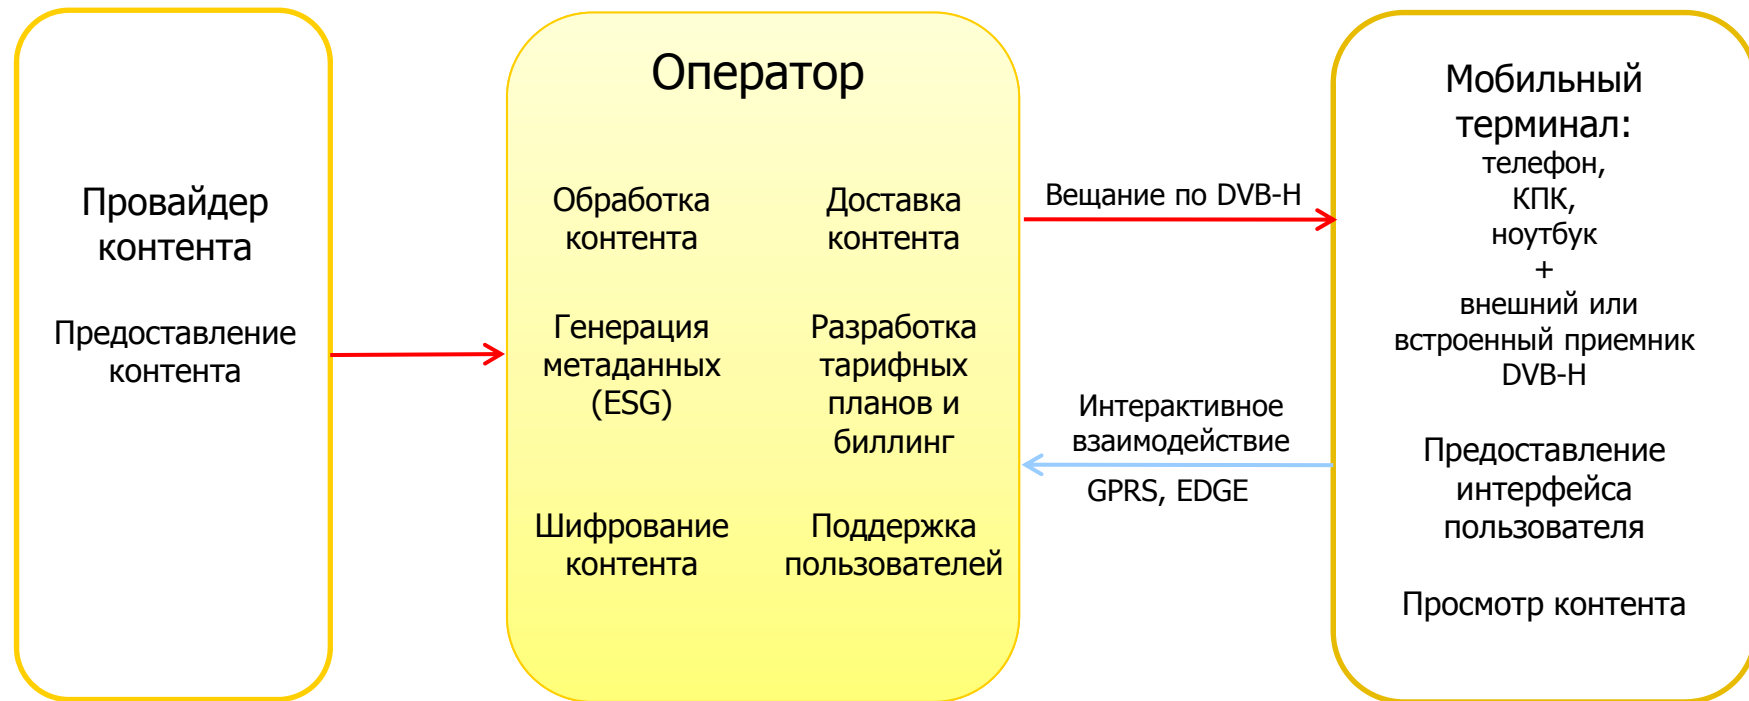 Провайдер
контента
Предоставление
контента
Оператор
Обработка
контента
Доставка
контента
Генерация
метаданных
(ESG)
Разработка
тарифных
планов и
биллинг
Шифрование
контента
Поддержка
пользователей
Вещание по DVB-H
Интерактивное
взаимодействие
GPRS, EDGE
Мобильный
терминал:
телефон,
КПК,
ноутбук
+
внешний или
встроенный приемник
DVB-H
Предоставление
интерфейса
пользователя
Просмотр контента